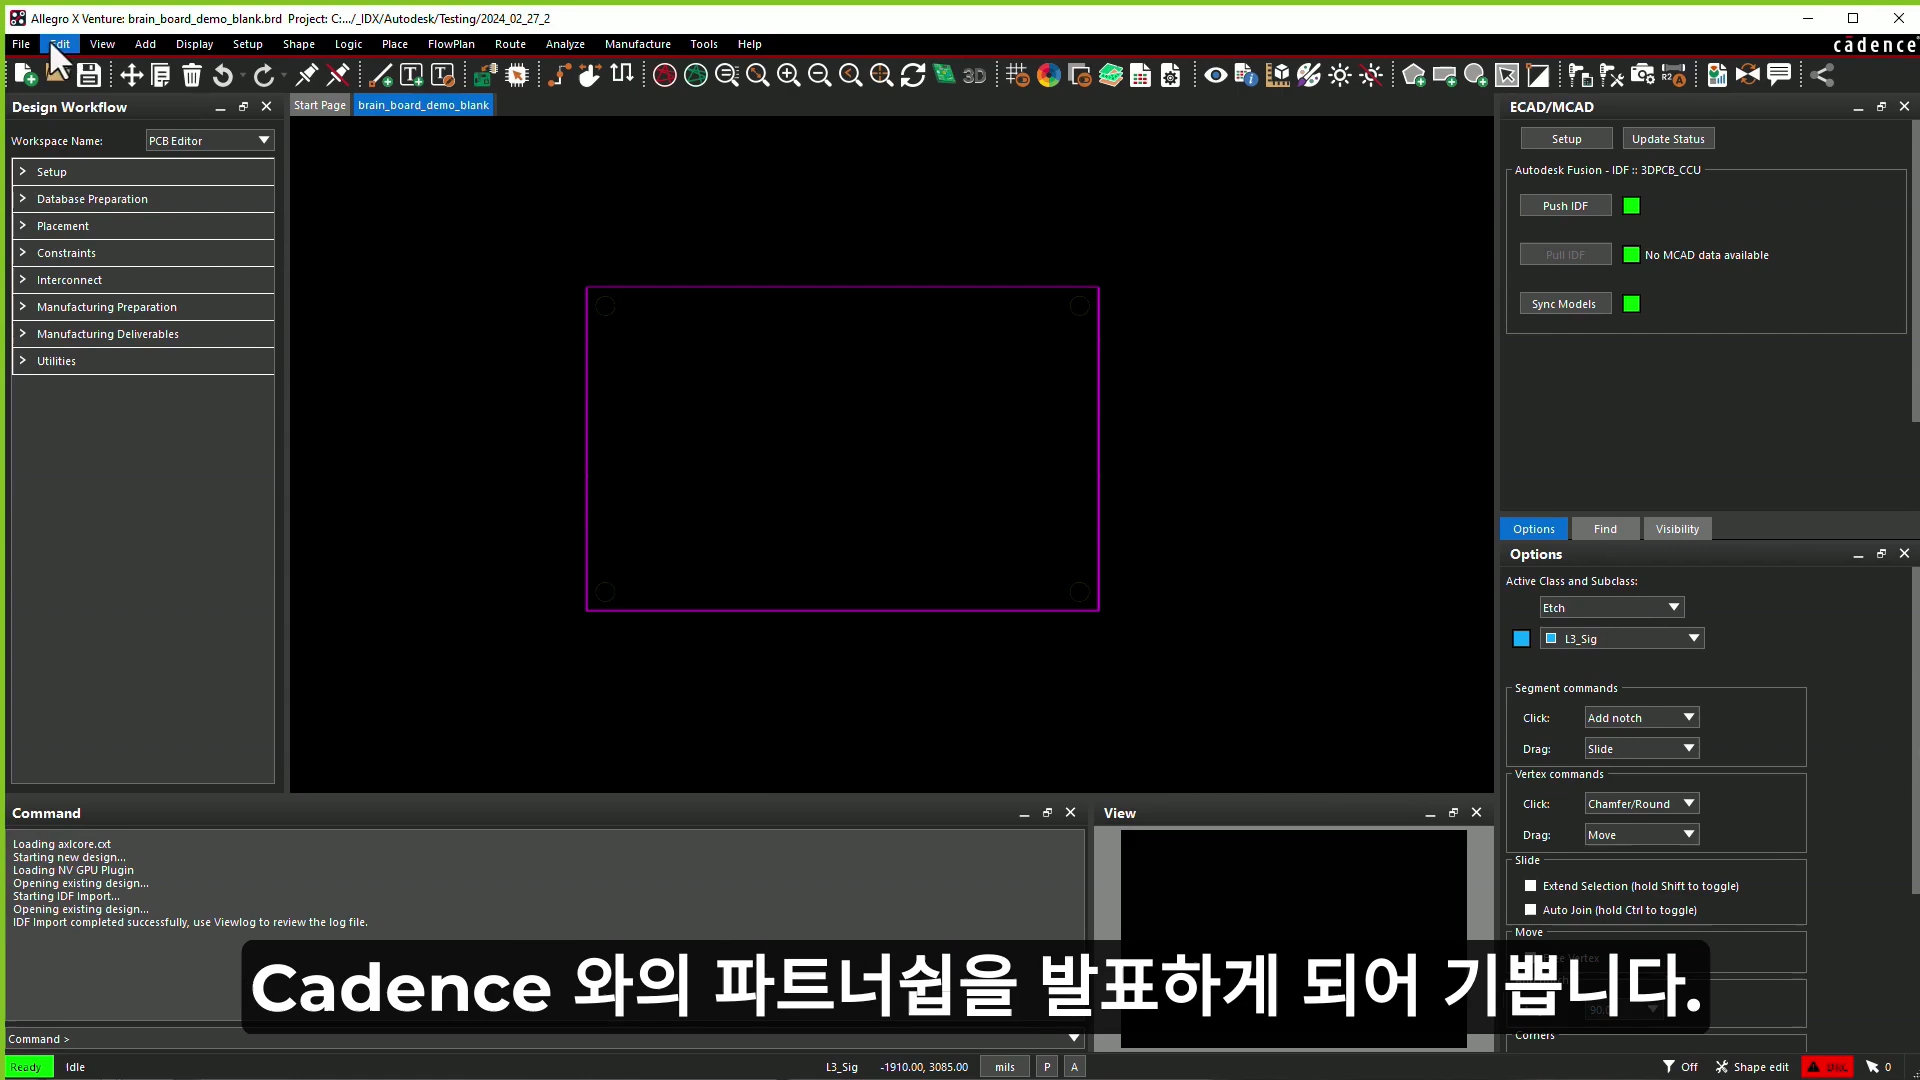 Allegro X Venture: brain_board_demo_blank.brd Project: C:.../_IDX/Autodesk/Testing/2024_02_27_2
File Edit View Add Display Setup Shape Logic Place FlowPlan Route Analyze Manufacture Tools Help
cādence
3D
Design Workflow
Workspace Name: PCB Editor
Setup
Database Preparation
Placement
Constraints
Interconnect
Manufacturing Preparation
Manufacturing Deliverables
Utilities
Start Page brain_board_demo_blank
ECAD/MCAD
Setup Update Status
Autodesk Fusion - IDF :: 3DPCB_CCU
Push IDF
Pull IDF No MCAD data available
Sync Models
Options Find Visibility
Options
Active Class and Subclass:
Etch
L3_Sig
Segment commands
Click: Add notch
Drag: Slide
Vertex commands
Click: Chamfer/Round
Drag: Move
Slide
Extend Selection (hold Shift to toggle)
Auto Join (hold Ctrl to toggle)
Move
Corners
Command
Loading axlcore.cxt
Starting new design...
Loading NV GPU Plugin
Opening existing design...
Starting IDF Import...
Opening existing design...
IDF Import completed successfully, use Viewlog to review the log file.
View
Cadence 와의 파트너쉽을 발표하게 되어 기쁩니다.
Command >
Ready Idle L3_Sig -1910.00, 3085.00 mils P A Off Shape edit 0